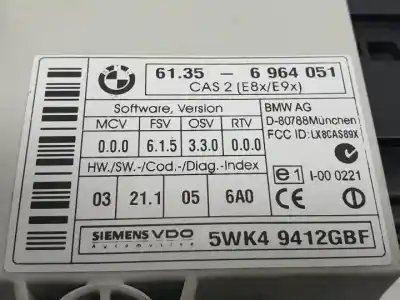 BMW
61.35 - 6 964 051
CAS 2 (E8x/E9x)
Software, Version
MCV FSV OSV RTV
0.0.0 6.1.5 3.3.0 0.0.0
HW./SW.-/Cod.-/Diag.-Index
03 21.1 05 6A0
BMW AG
D-80788München
FCC ID: LX8CAS89X
e1 I-00 0221
CE
SIEMENS VDO
Automotive
5WK4 9412GBF